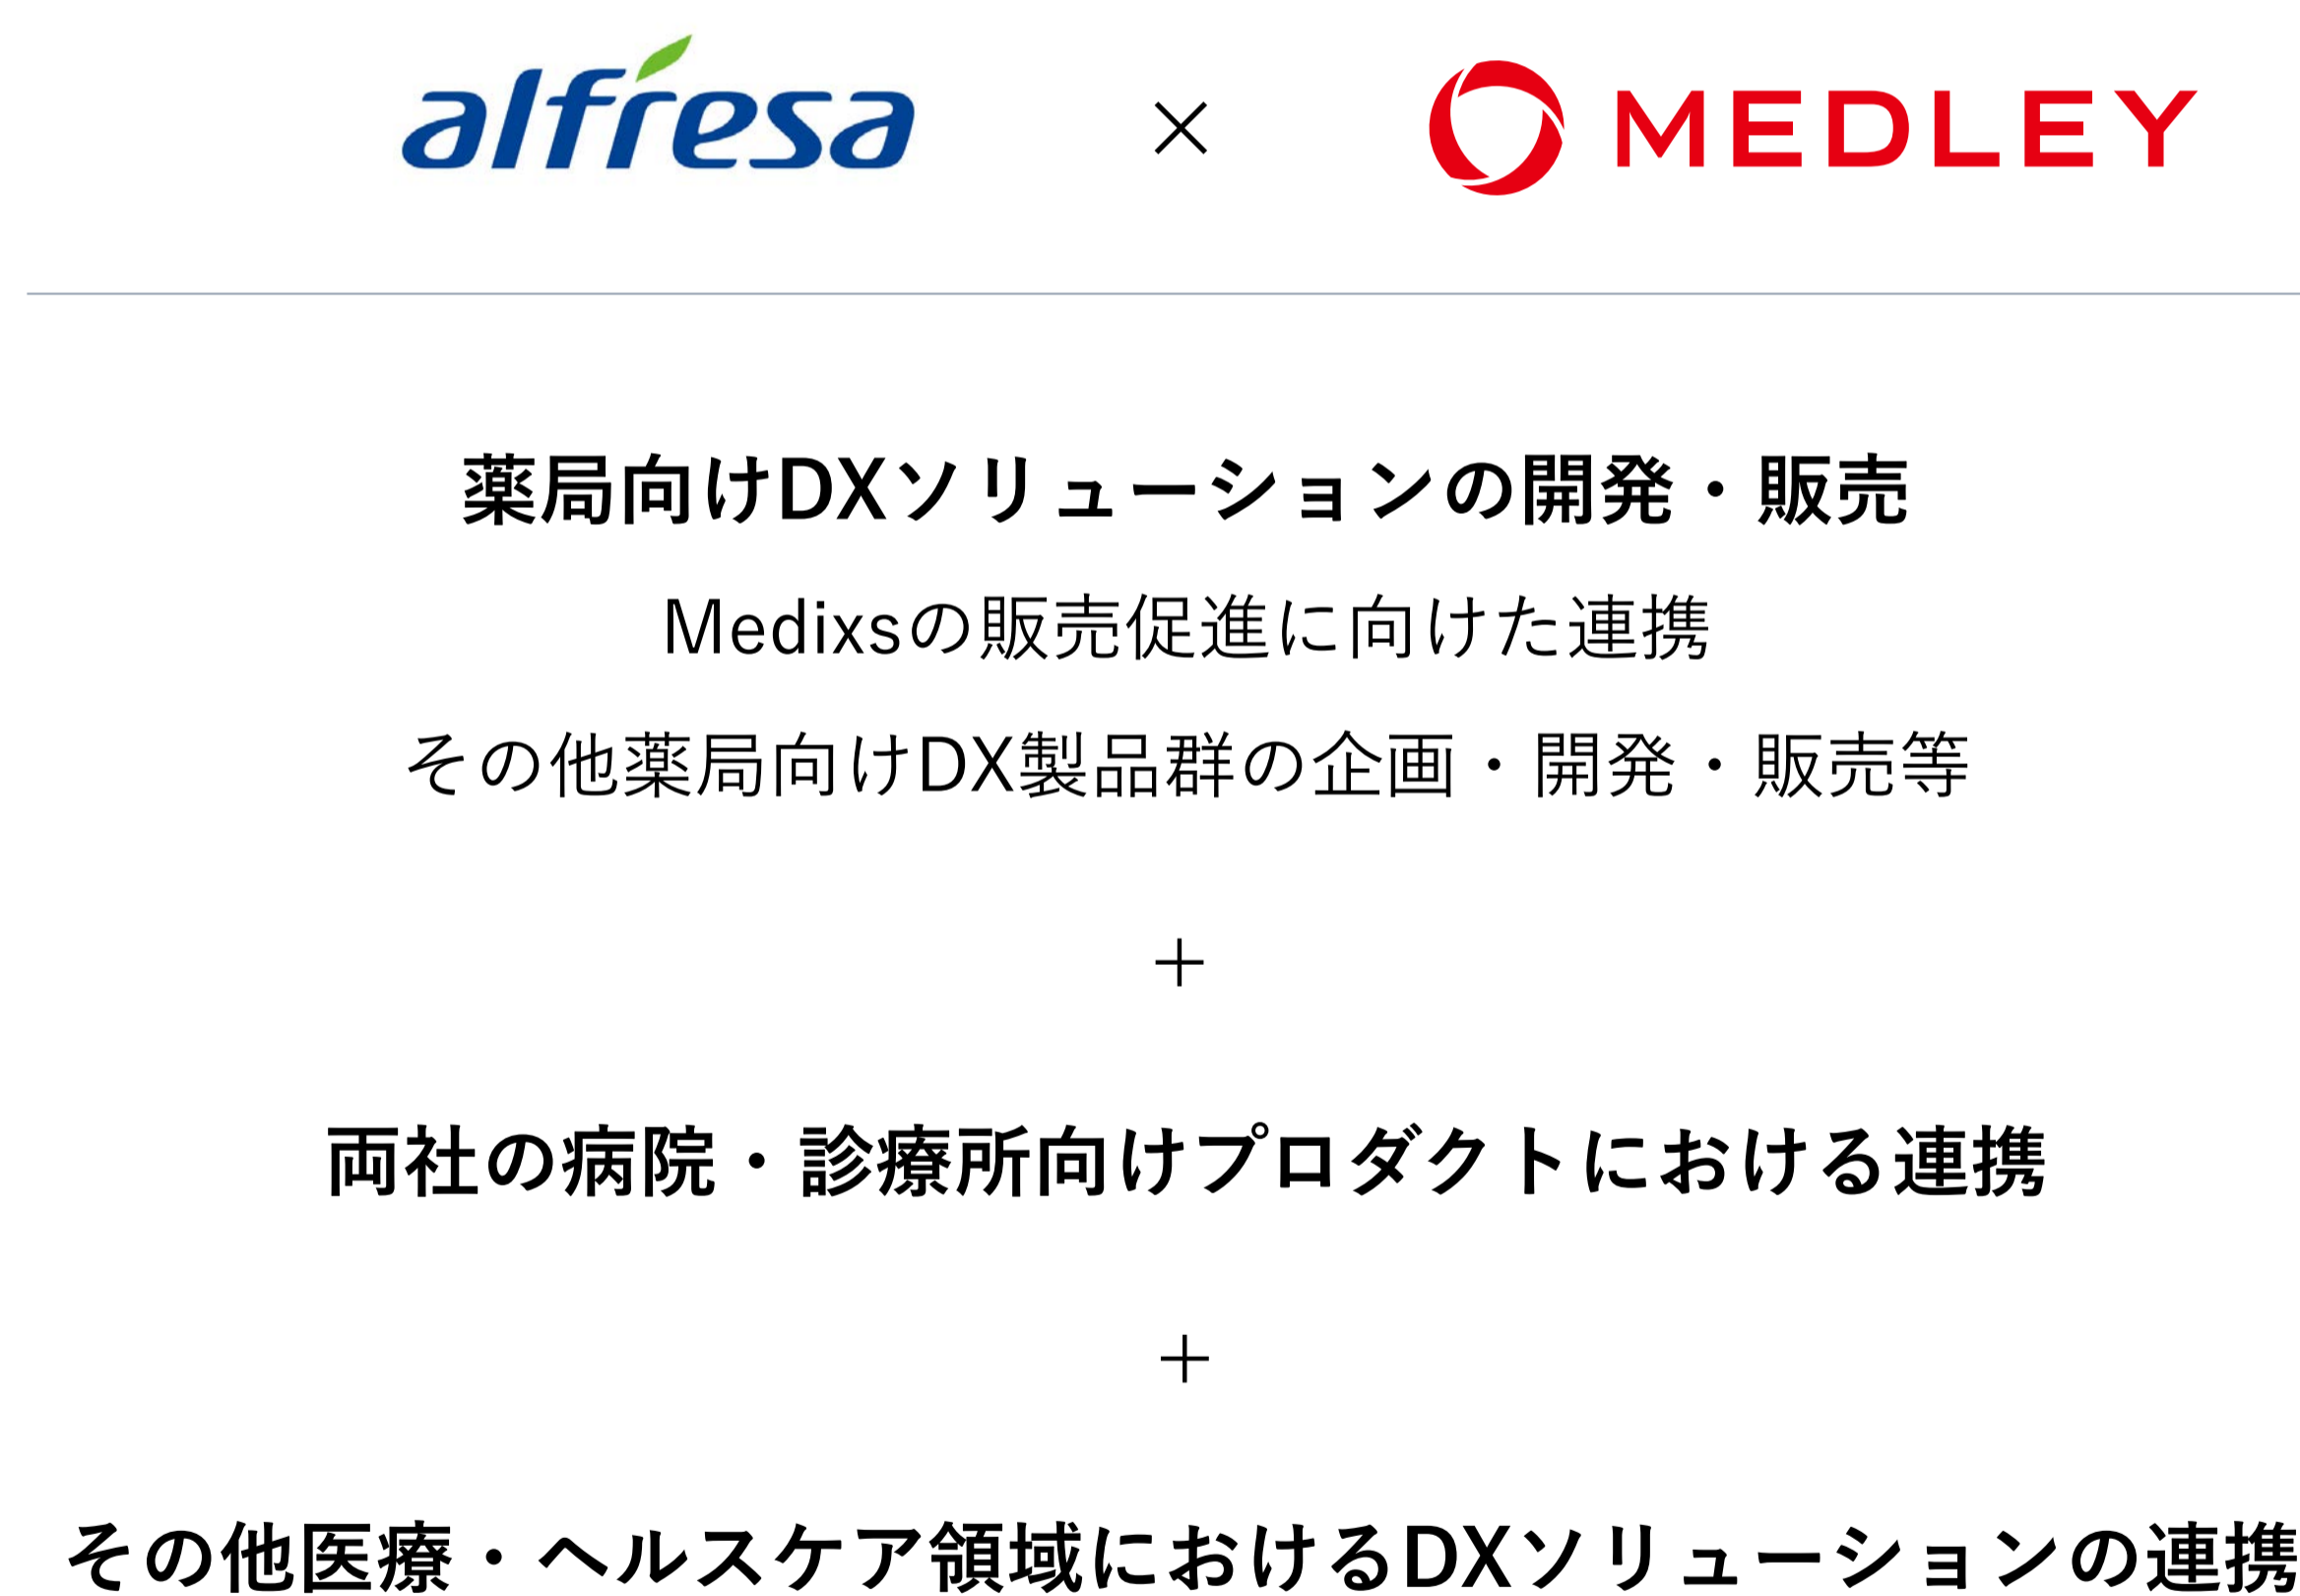 alfresa × MEDLEY
薬局向けDXソリューションの開発・販売
Medixsの販売促進に向けた連携
その他薬局向けDX製品群の企画・開発・販売等
+
両社の病院・診療所向けプロダクトにおける連携
+
その他医療・ヘルスケア領域におけるDXソリューションの連携